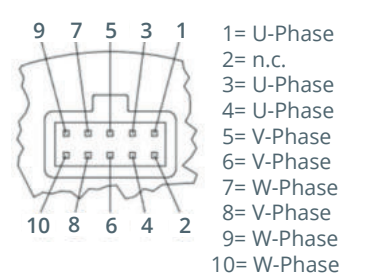 9 7 5 3 1
10 8 6 4 2
1= U-Phase
2= n.c.
3= U-Phase
4= U-Phase
5= V-Phase
6= V-Phase
7= W-Phase
8= V-Phase
9= W-Phase
10= W-Phase